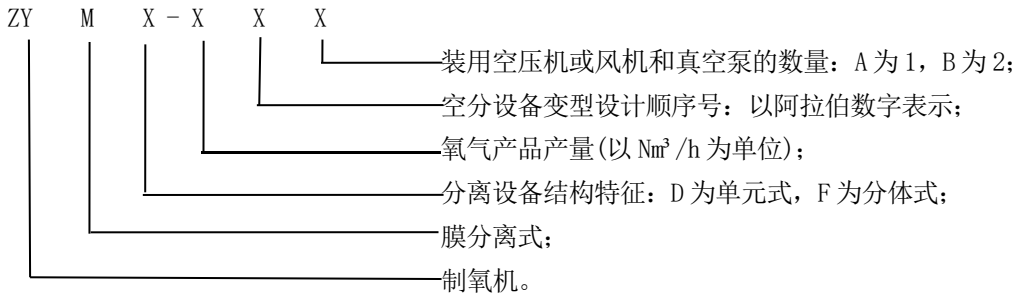 ZY M X - X X X
装用空压机或风机和真空泵的数量：A 为 1，B 为 2；
空分设备变型设计顺序号：以阿拉伯数字表示；
氧气产品产量(以 Nm³/h 为单位)；
分离设备结构特征：D 为单元式，F 为分体式；
膜分离式；
制氧机。